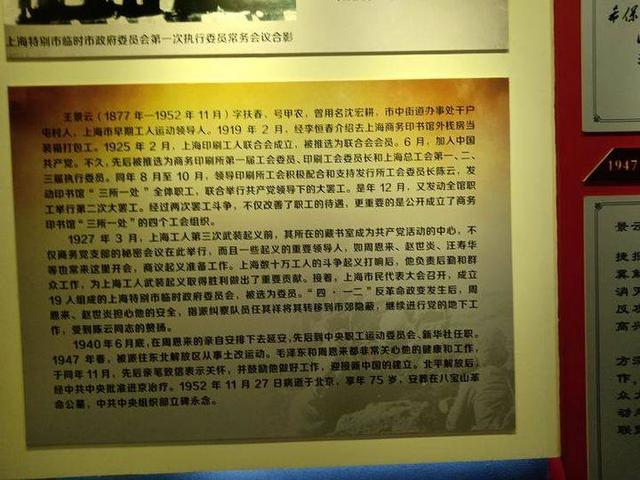 上海特别市临时市政府委员会第一次执行委员常务会议合影
王景云（1877年—1952年11月）字扶春，号甲农，曾用名沈宏耕，市中街道办事处干户
屯村人，上海市早期工人运动领导人。1919年2月，经李恒春介绍去上海商务印书馆外栈房当
装箱打包工。1925年2月，上海印刷工人联合会成立，被推选为联合会会员。6月，加入中国
共产党。不久，先后被推选为商务印刷所第一届工会委员、印刷工会委员长和上海总工会第一、二、
三届执行委员。同年8月至10月，领导印刷所工会积极配合和支持发行所工会委员长陈云，发
动印书馆“三所一处”全体职工，联合举行共产党领导下的大罢工。是年12月，又发动全馆职
工举行第二次大罢工。经过两次罢工斗争，不仅改善了职工的待遇，更重要的是公开成立了商务
印书馆“三所一处”的四个工会组织。
1927年3月，上海工人第三次武装起义前，其所在的藏书室成为共产党活动的中心，不
仅商务党支部的秘密会议在此举行，而且一些起义的重要领导人，如周恩来、赵世炎、汪寿华
等也常来这里开会，商议起义准备工作。上海数十万工人的斗争起义打响后，他负责后勤和群
众工作，为上海工人武装起义取得胜利做出了重要贡献。接着，上海市民代表大会召开，成立
19人组成的上海特别市临时政府委员会，被选为委员。“四·一二”反革命政变发生后，周
恩来、赵世炎担心他的安全，指派纠察队员任其祥将其转移到市郊隐蔽，继续进行党的地下工
作，受到陈云同志的赞扬。
1940年6月底，在周恩来的亲自安排下去延安，先后到中央职工运动委员会、新华社任职。
1947年春，被派往东北解放区从事土改运动。毛泽东和周恩来都非常关心他的健康和工作，
于同年11月，先后亲笔致信表示关怀，并鼓励他做好工作，迎接新中国的建立。北平解放后，
经中共中央批准进京治疗。1952年11月27日病逝于北京，享年75岁，安葬在八宝山革
命公墓，中共中央组织部立碑永念。
1947
景云
捷报
消灭
反攻
高
方
作
众大
动
联